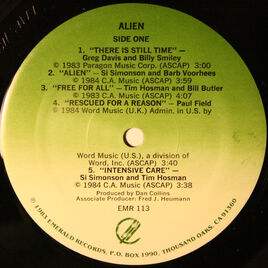 ALIEN
SIDE ONE
1. "THERE IS STILL TIME" –
Greg Davis and Billy Smiley
© 1983 Paragon Music Corp. (ASCAP) 3:00
2. "ALIEN" – Si Simonson and Barb Voorhees
© 1984 C.A. Music (ASCAP) 3:59
3. "FREE FOR ALL" – Tim Hosman and Bill Butler
© 1984 C.A. Music (ASCAP) 3:38
4. "RESCUED FOR A REASON" – Paul Field
© 1984 Word Music (U.K.) Admin. in U.S. by
Word Music (U.S.), a division of
Word, Inc. (ASCAP)
5. "INTENSIVE CARE" –
Si Simonson and Tim Hosman
© 1984 C.A. Music (ASCAP) 3:38
Produced by Dan Collins
Associate Producer: Fred J. Heumann
EMR 113
EMERALD RECORDS, P.O. BOX 1990, THOUSAND OAKS, CA 91360